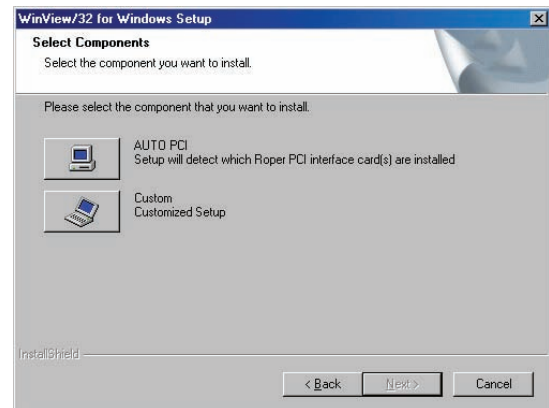 WinView/32 for Windows Setup
Select Components
Select the component you want to install.
Please select the component that you want to install.
AUTO PCI
Setup will detect which Roper PCI interface card(s) are installed
Custom
Customized Setup
InstallShield
< Back Next > Cancel